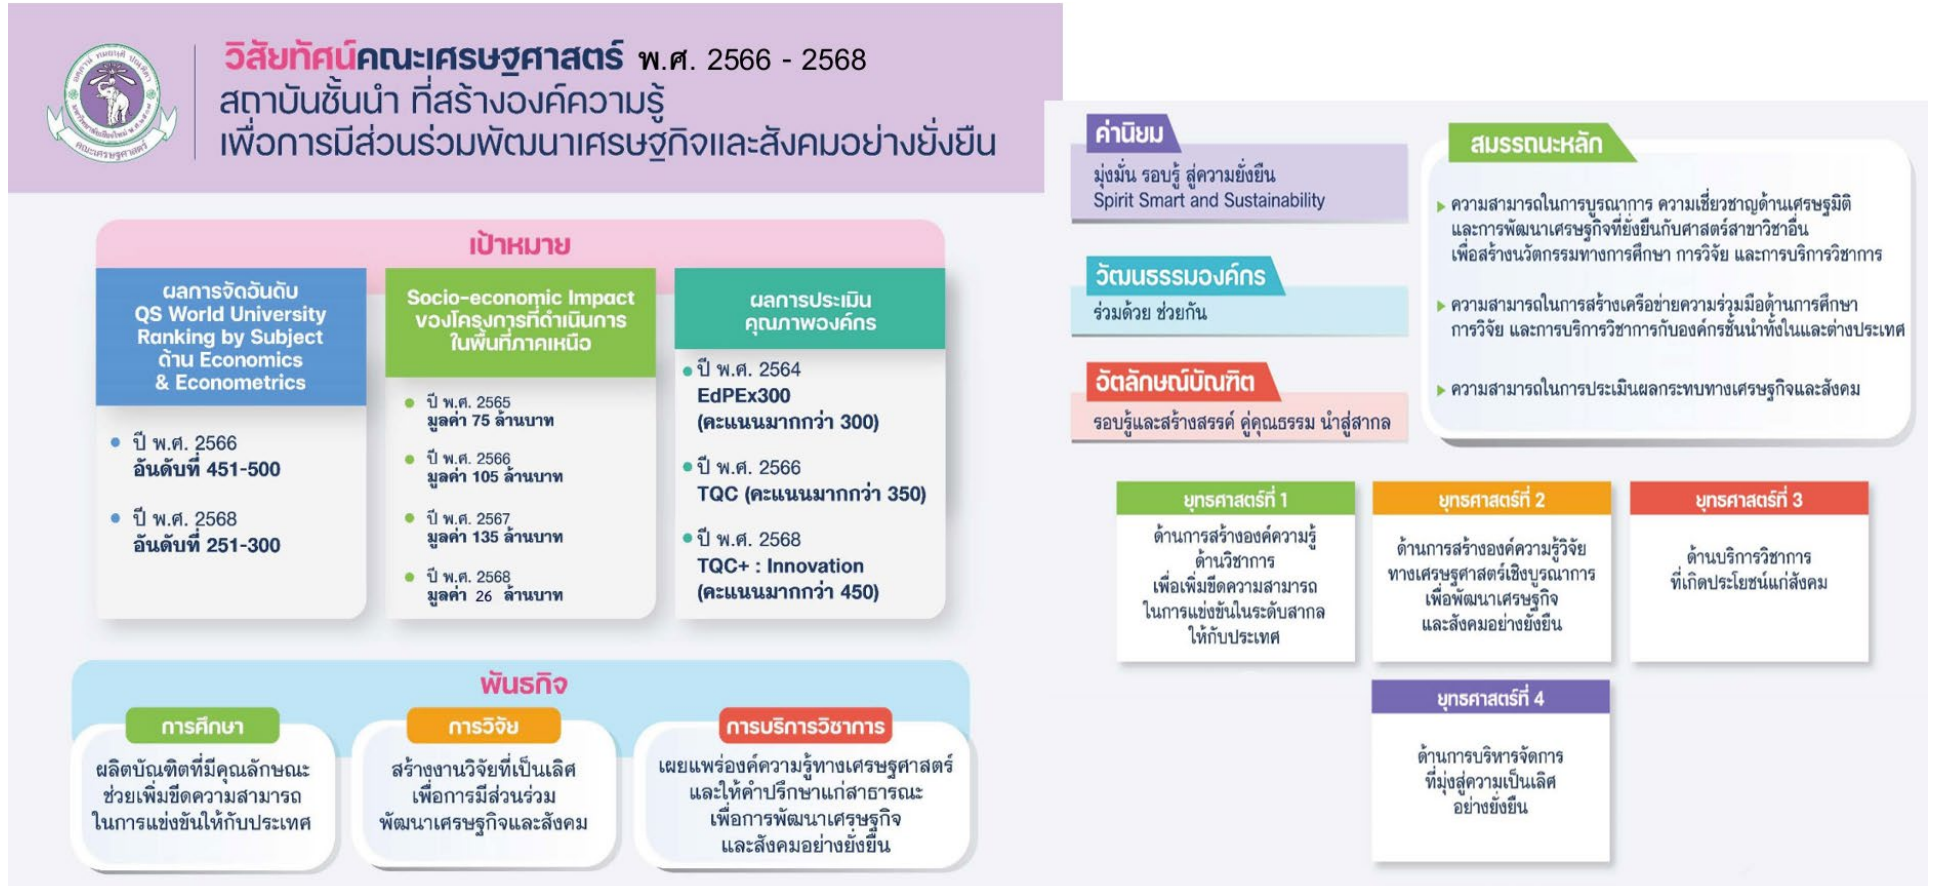 วิสัยทัศน์คณะเศรษฐศาสตร์ พ.ศ. 2566 - 2568
สถาบันชั้นนำ ที่สร้างองค์ความรู้
เพื่อการมีส่วนร่วมพัฒนาเศรษฐกิจและสังคมอย่างยั่งยืน
คณะเศรษฐศาสตร์
เป้าหมาย
ผลการจัดอันดับ
QS World University
Ranking by Subject
ด้าน Economics
& Econometrics
ปี พ.ศ. 2566
อันดับที่ 451-500
ปี พ.ศ. 2568
อันดับที่ 251-300
Socio-economic Impact
ของโครงการที่ดำเนินการ
ในพื้นที่ภาคเหนือ
ปี พ.ศ. 2565
มูลค่า 75 ล้านบาท
ปี พ.ศ. 2566
มูลค่า 105 ล้านบาท
ปี พ.ศ. 2567
มูลค่า 135 ล้านบาท
ปี พ.ศ. 2568
มูลค่า 26 ล้านบาท
ผลการประเมิน
คุณภาพองค์กร
ปี พ.ศ. 2564
EdPEx300
(คะแนนมากกว่า 300)
ปี พ.ศ. 2566
TQC (คะแนนมากกว่า 350)
ปี พ.ศ. 2568
TQC+ : Innovation
(คะแนนมากกว่า 450)
พันธกิจ
การศึกษา
ผลิตบัณฑิตที่มีคุณลักษณะ
ช่วยเพิ่มขีดความสามารถ
ในการแข่งขันให้กับประเทศ
การวิจัย
สร้างงานวิจัยที่เป็นเลิศ
เพื่อการมีส่วนร่วม
พัฒนาเศรษฐกิจและสังคม
การบริการวิชาการ
เผยแพร่องค์ความรู้ทางเศรษฐศาสตร์
และให้คำปรึกษาแก่สาธารณะ
เพื่อการพัฒนาเศรษฐกิจ
และสังคมอย่างยั่งยืน
ค่านิยม
มุ่งมั่น รอบรู้ สู่ความยั่งยืน
Spirit Smart and Sustainability
วัฒนธรรมองค์กร
ร่วมด้วย ช่วยกัน
อัตลักษณ์บัณฑิต
รอบรู้และสร้างสรรค์ คู่คุณธรรม นำสู่สากล
สมรรถนะหลัก
ความสามารถในการบูรณาการ ความเชี่ยวชาญด้านเศรษฐมิติ
และการพัฒนาเศรษฐกิจที่ยั่งยืนกับศาสตร์สาขาวิชาอื่น
เพื่อสร้างนวัตกรรมทางการศึกษา การวิจัย และการบริการวิชาการ
ความสามารถในการสร้างเครือข่ายความร่วมมือด้านการศึกษา
การวิจัย และการบริการวิชาการกับองค์กรชั้นนำทั้งในและต่างประเทศ
ความสามารถในการประเมินผลกระทบทางเศรษฐกิจและสังคม
ยุทธศาสตร์ที่ 1
ด้านการสร้างองค์ความรู้
ด้านวิชาการ
เพื่อเพิ่มขีดความสามารถ
ในการแข่งขันในระดับสากล
ให้กับประเทศ
ยุทธศาสตร์ที่ 2
ด้านการสร้างองค์ความรู้วิจัย
ทางเศรษฐศาสตร์เชิงบูรณาการ
เพื่อพัฒนาเศรษฐกิจ
และสังคมอย่างยั่งยืน
ยุทธศาสตร์ที่ 3
ด้านบริการวิชาการ
ที่เกิดประโยชน์แก่สังคม
ยุทธศาสตร์ที่ 4
ด้านการบริหารจัดการ
ที่มุ่งสู่ความเป็นเลิศ
อย่างยั่งยืน